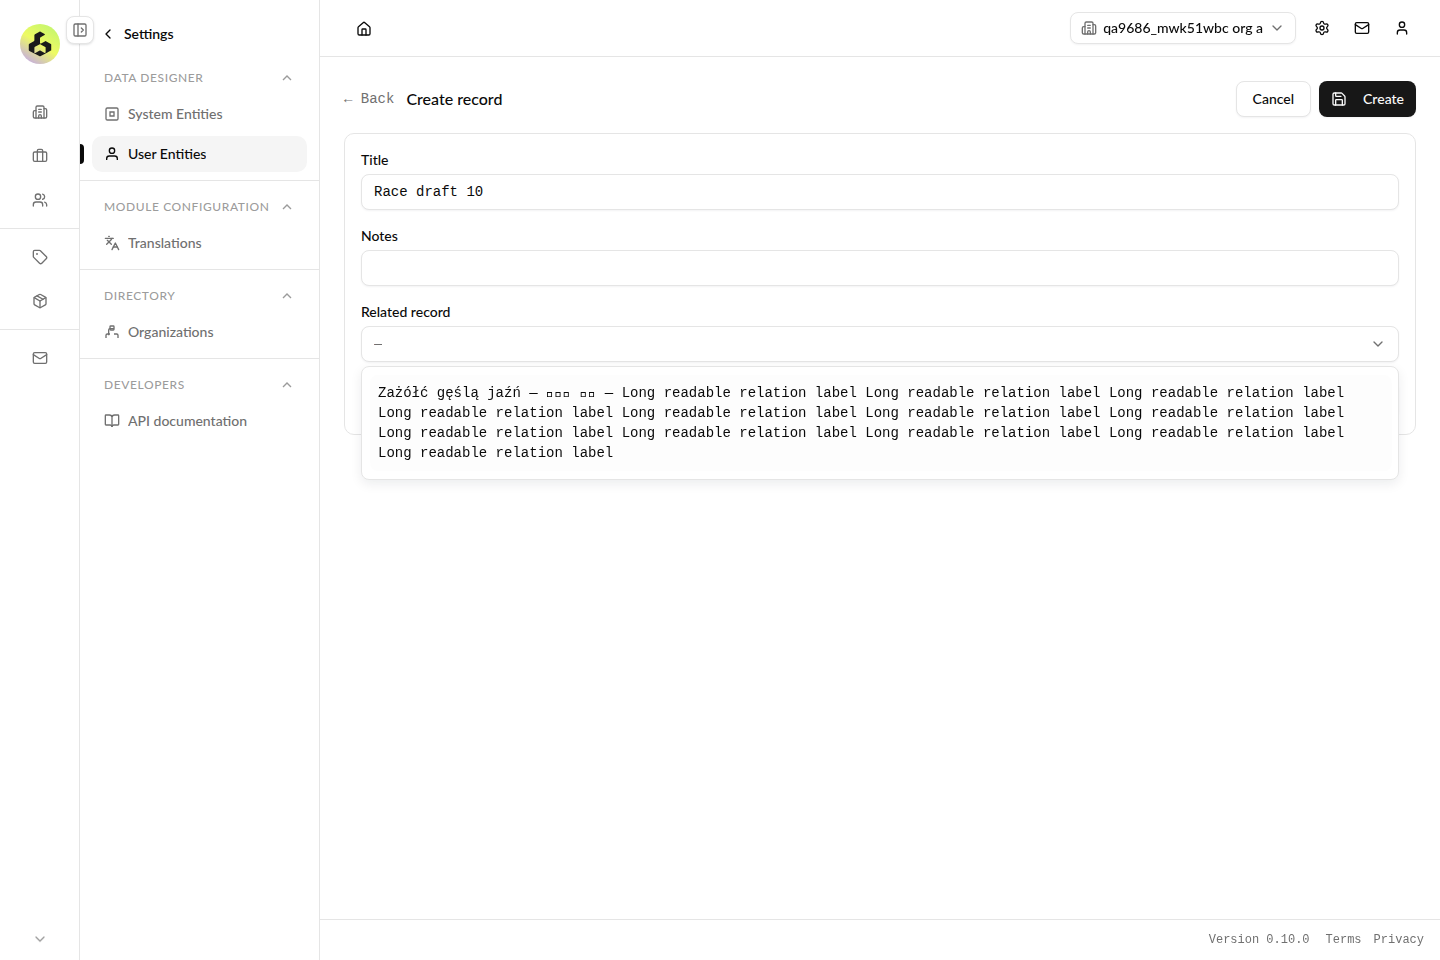 Settings
qa9686_mwk51wbc org a
DATA DESIGNER
System Entities
User Entities
MODULE CONFIGURATION
Translations
DIRECTORY
Organizations
DEVELOPERS
API documentation
← Back Create record
Cancel
Create
Title
Race draft 10
Notes
Related record
—
Zażółć gęślą jaźń — — Long readable relation label Long readable relation label Long readable relation label
Long readable relation label Long readable relation label Long readable relation label Long readable relation label
Long readable relation label Long readable relation label Long readable relation label Long readable relation label
Long readable relation label
Version 0.10.0 Terms Privacy